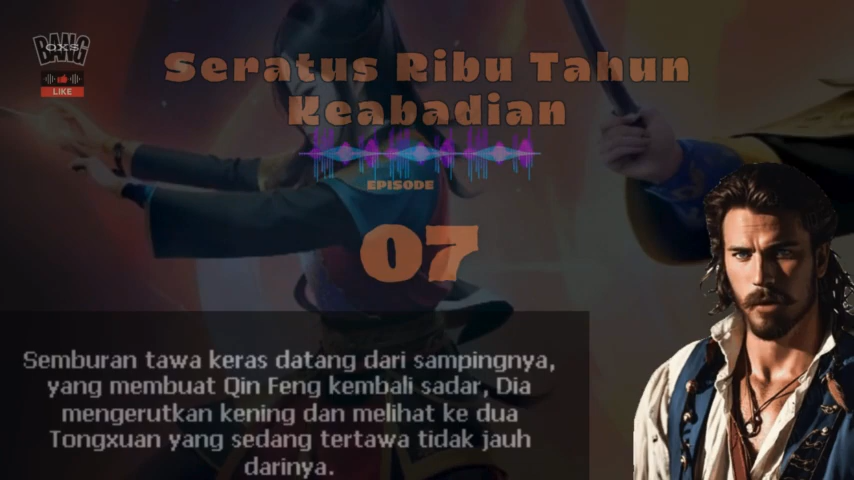 BANG
OXS
LIKE
Seratus Ribu Tahun
Keabadian
EPISODE
07
Semburan tawa keras datang dari sampingnya,
yang membuat Qin Feng kembali sadar, Dia
mengerutkan kening dan melihat ke dua
Tongxuan yang sedang tertawa tidak jauh
darinya.